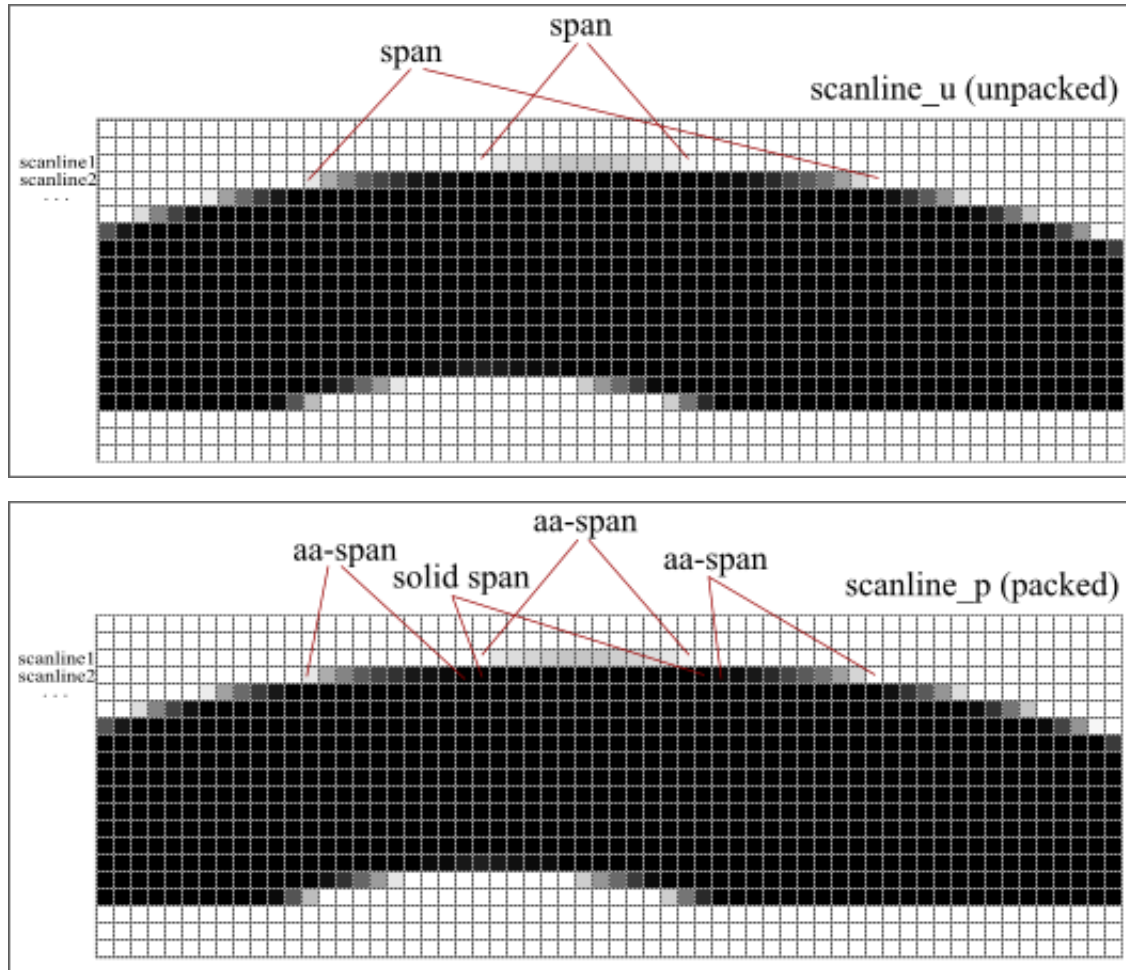 span
span
scanline_u (unpacked)
scanline1
scanline2
. . .
aa-span
aa-span
solid span
aa-span
scanline_p (packed)
scanline1
scanline2
. . .